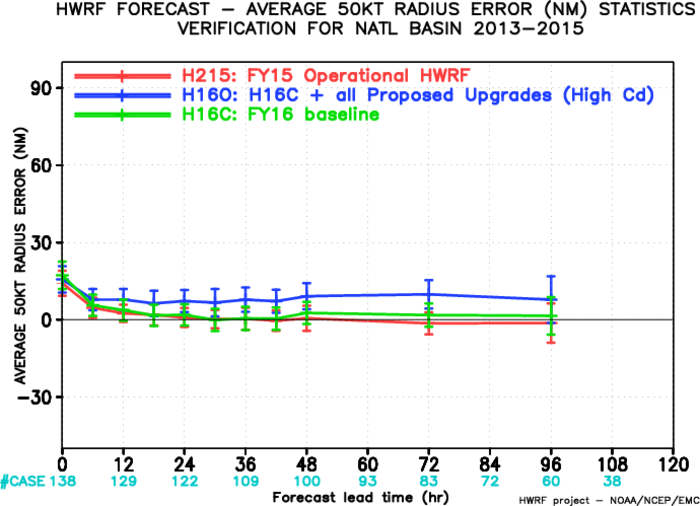 HWRF FORECAST – AVERAGE 50KT RADIUS ERROR (NM) STATISTICS
VERIFICATION FOR NATL BASIN 2013–2015
H215: FY15 Operational HWRF
H16O: H16C + all Proposed Upgrades (High Cd)
H16C: FY16 baseline
AVERAGE 50KT RADIUS ERROR (NM)
90
60
30
0
–30
0 12 24 36 48 60 72 84 96 108 120
#CASE 138 129 122 109 100 93 83 72 60 38
Forecast lead time (hr)
HWRF project – NOAA/NCEP/EMC